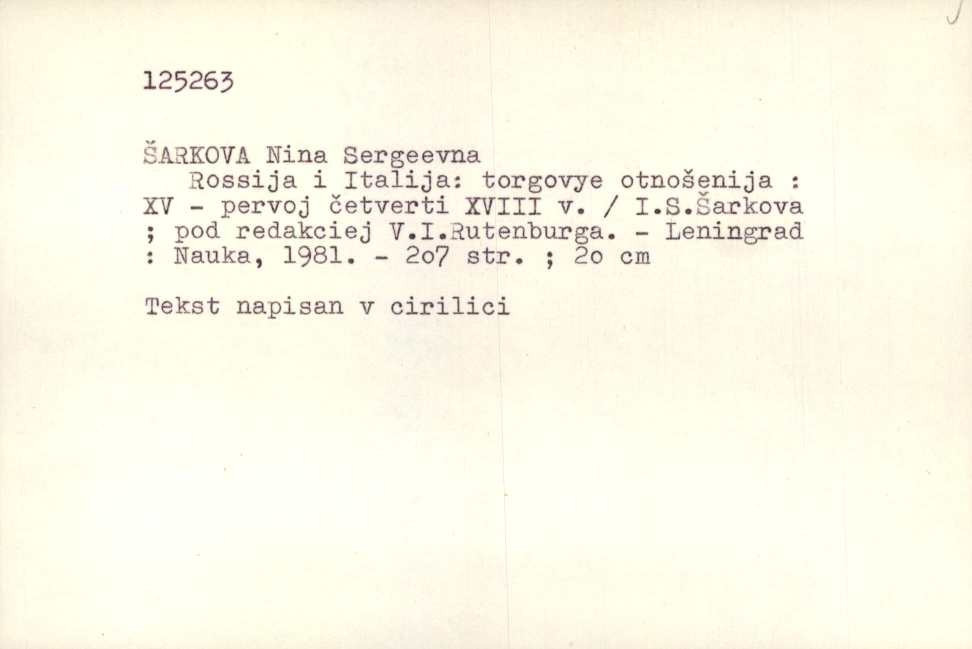 125263
ŠARKOVA Nina Sergeevna
Rossija i Italija: torgovye otnošenija :
XV - pervoj četverti XVIII v. / I.S.Šarkova
; pod redakciej V.I.Rutenburga. - Leningrad
: Nauka, 1981. - 2o7 str. ; 2o cm
Tekst napisan v cirilici